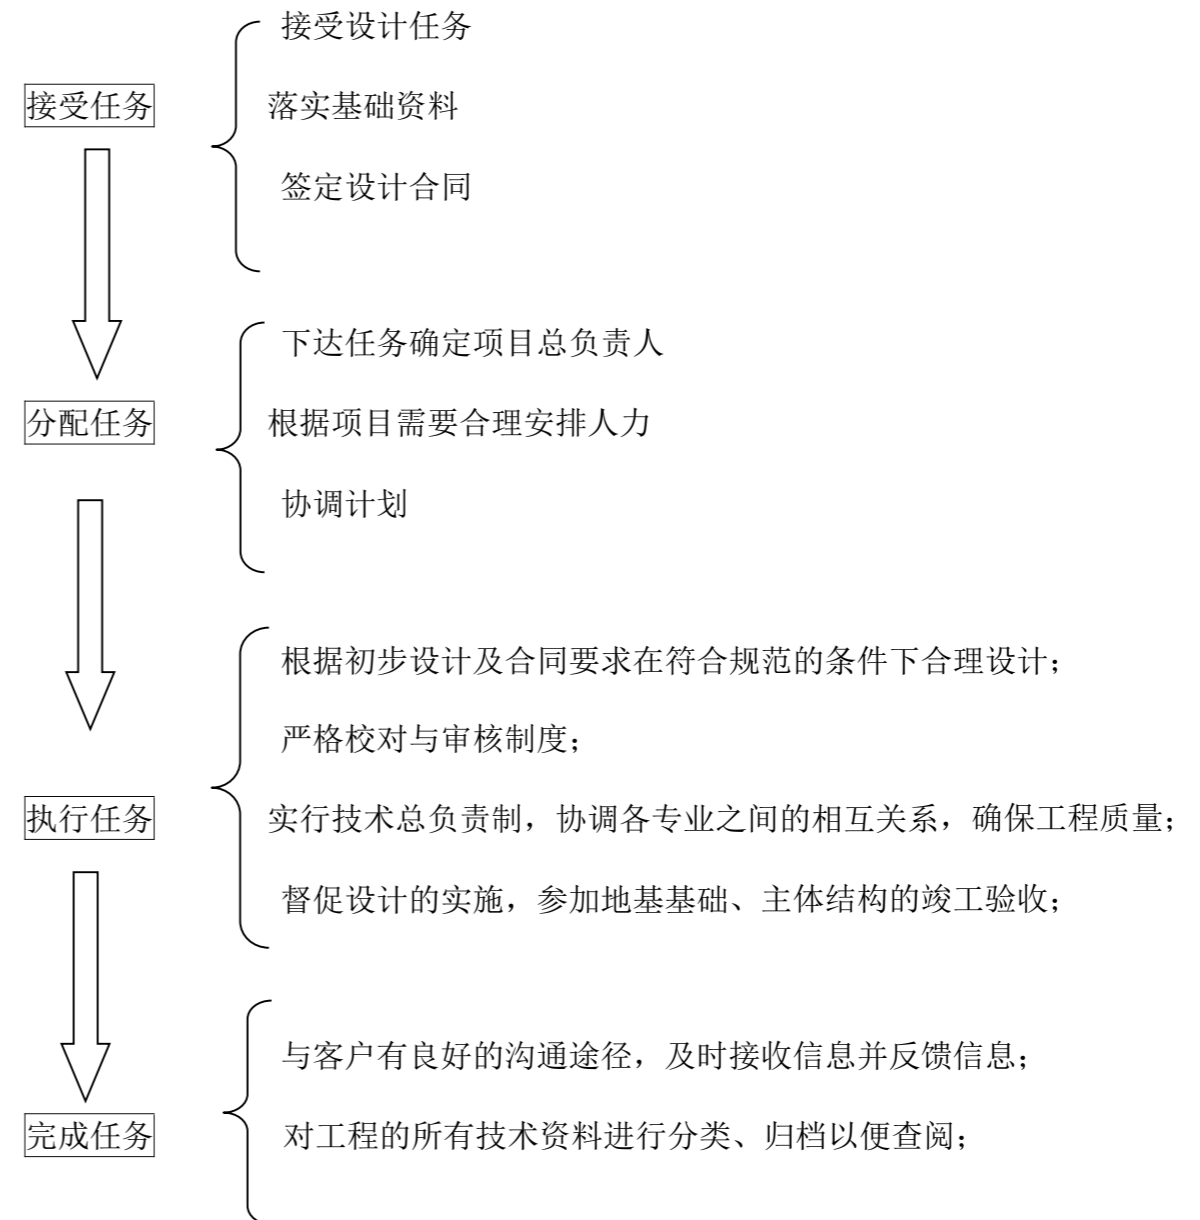 接受设计任务
接受任务
落实基础资料
签定设计合同
下达任务确定项目总负责人
分配任务
根据项目需要合理安排人力
协调计划
根据初步设计及合同要求在符合规范的条件下合理设计；
严格校对与审核制度；
执行任务
实行技术总负责制，协调各专业之间的相互关系，确保工程质量；
督促设计的实施，参加地基基础、主体结构的竣工验收；
与客户有良好的沟通途径，及时接收信息并反馈信息；
完成任务
对工程的所有技术资料进行分类、归档以便查阅；